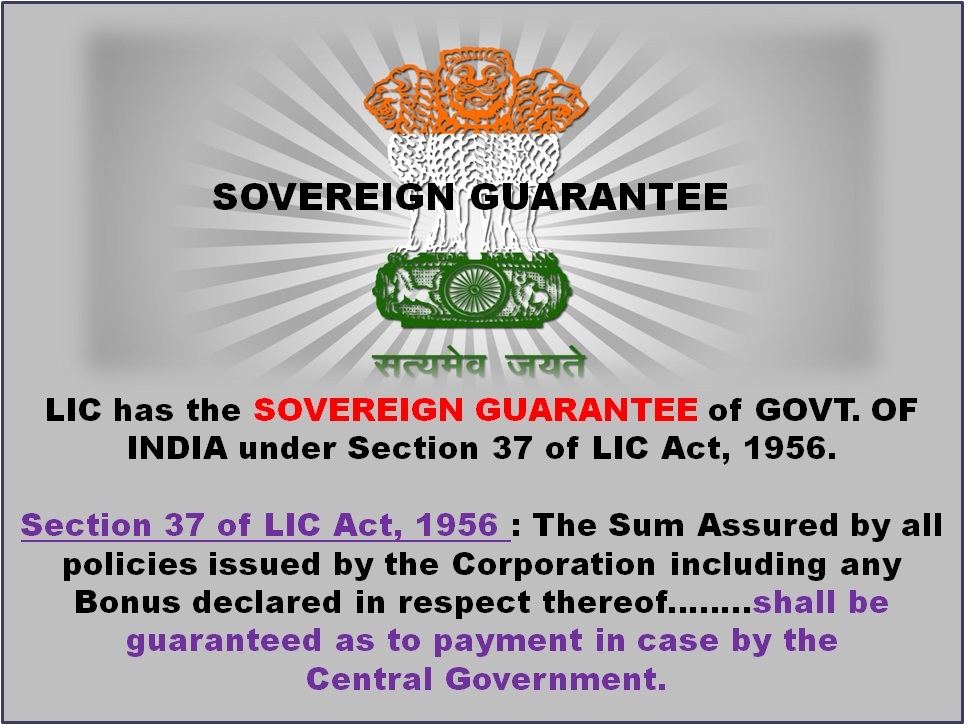 SOVEREIGN GUARANTEE
सत्यमेव जयते
LIC has the SOVEREIGN GUARANTEE of GOVT. OF
INDIA under Section 37 of LIC Act, 1956.
Section 37 of LIC Act, 1956 : The Sum Assured by all
policies issued by the Corporation including any
Bonus declared in respect thereof........shall be
guaranteed as to payment in case by the
Central Government.